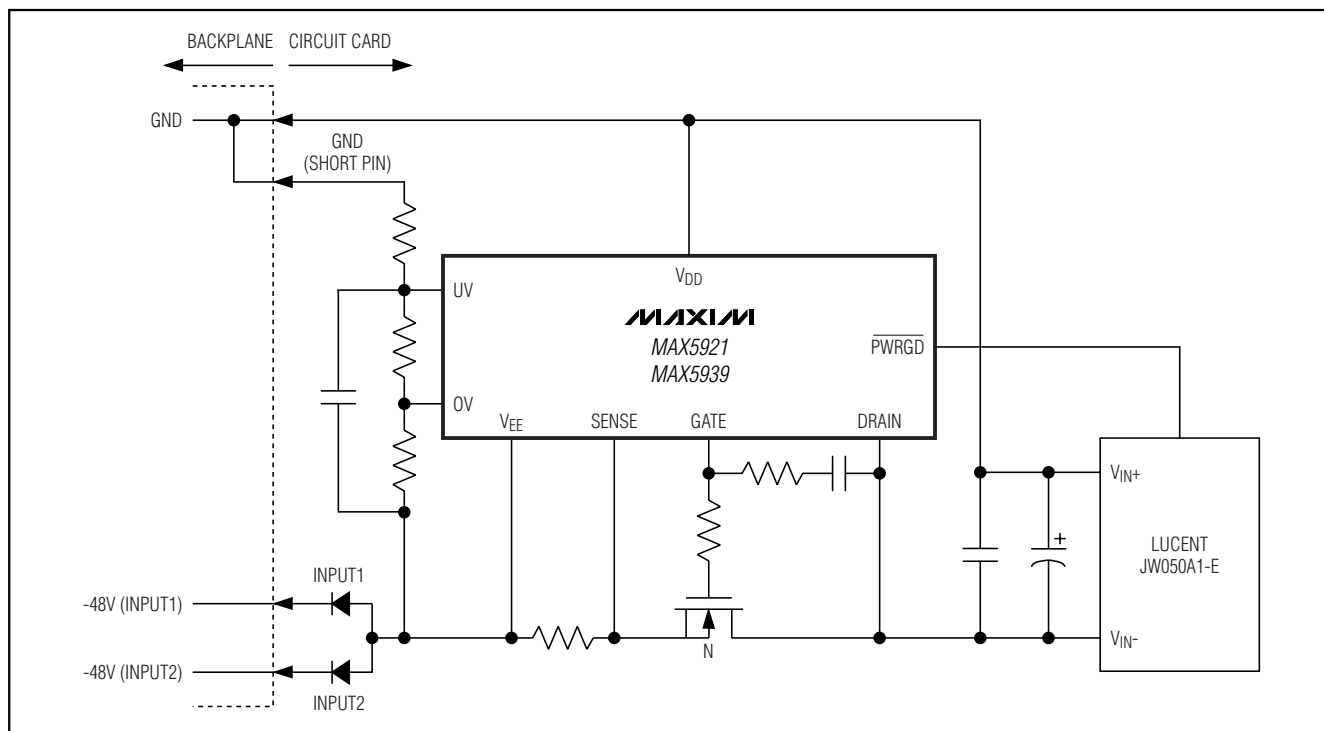 BACKPLANE CIRCUIT CARD
GND
GND
(SHORT PIN)
VDD
UV
MAXIM
MAX5921
MAX5939
PWRGD
OV
VEE
SENSE
GATE
DRAIN
VIN+
LUCENT
JW050A1-E
+
INPUT1
-48V (INPUT1)
N
VIN-
-48V (INPUT2)
INPUT2